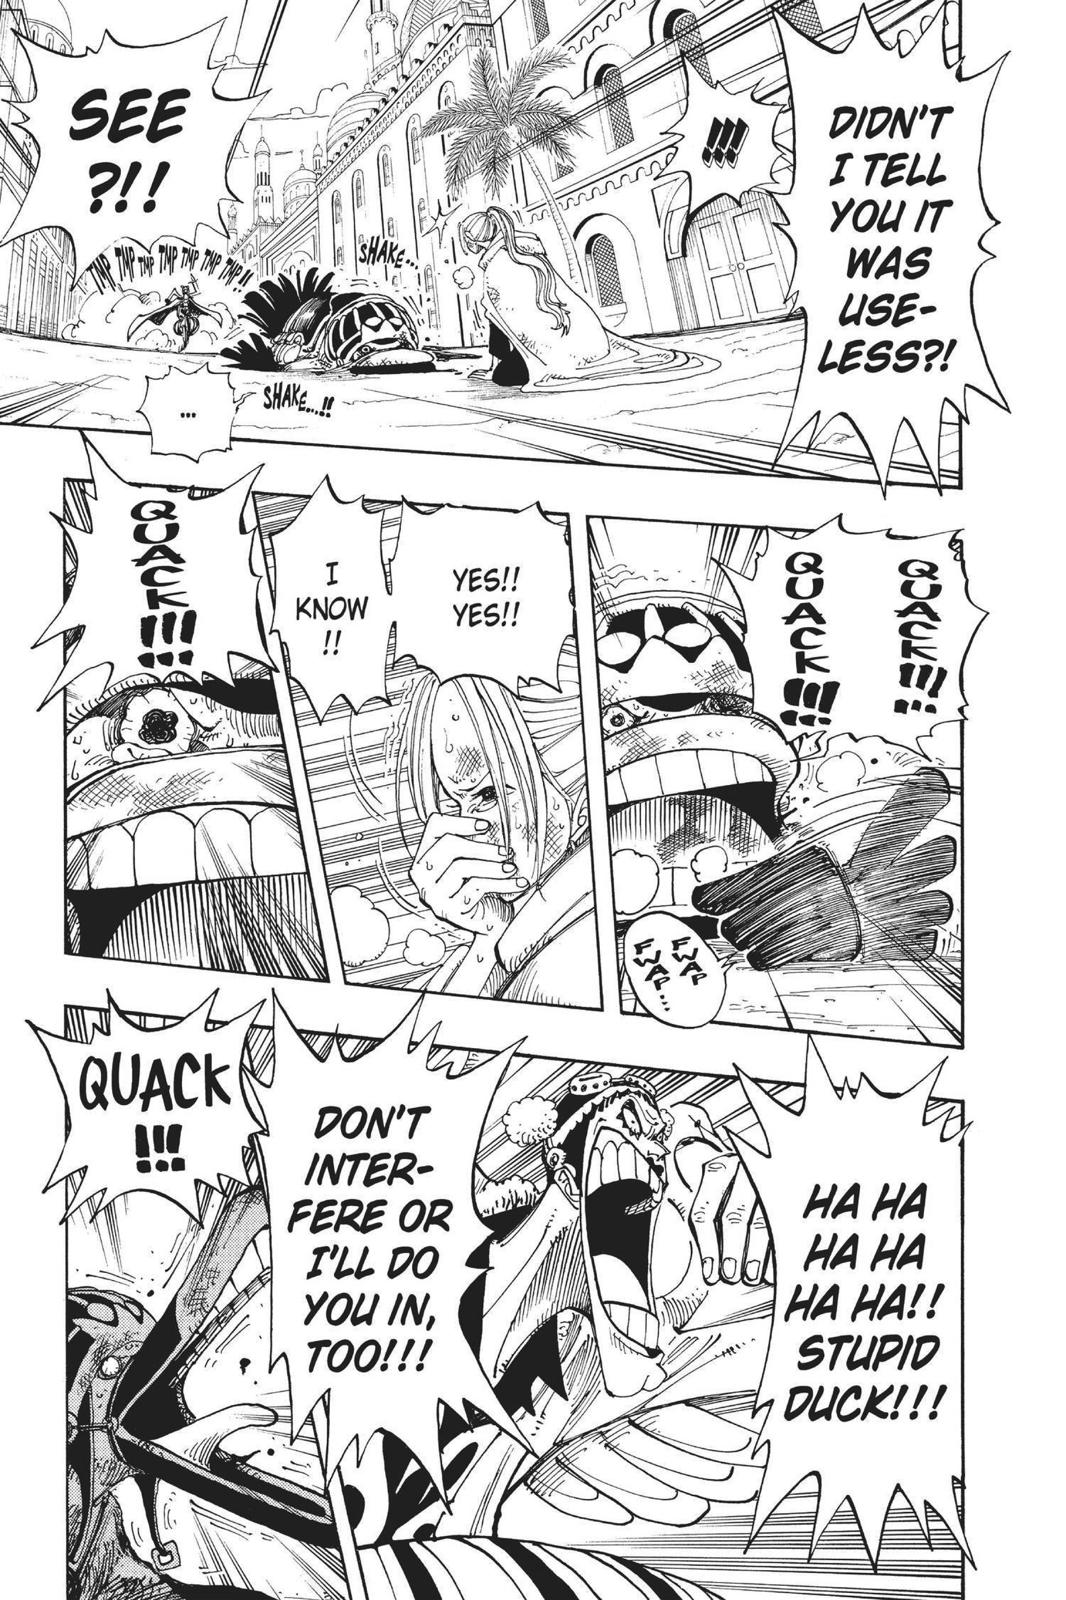 DIDN'T
I TELL
YOU IT
WAS
USE-
LESS?!
!!!
SEE
?!!
SHAKE...
TMP TMP TMP TMP TMP TMP TMP!!
SHAKE...!!
...
QUACK!!!
QUACK!!!
FWAP
FWAP...
YES!!
YES!!
I
KNOW
!!
QUACK!!!
HA HA
HA HA
HA HA!!
STUPID
DUCK!!!
DON'T
INTER-
FERE OR
I'LL DO
YOU IN,
TOO!!!
QUACK
!!!